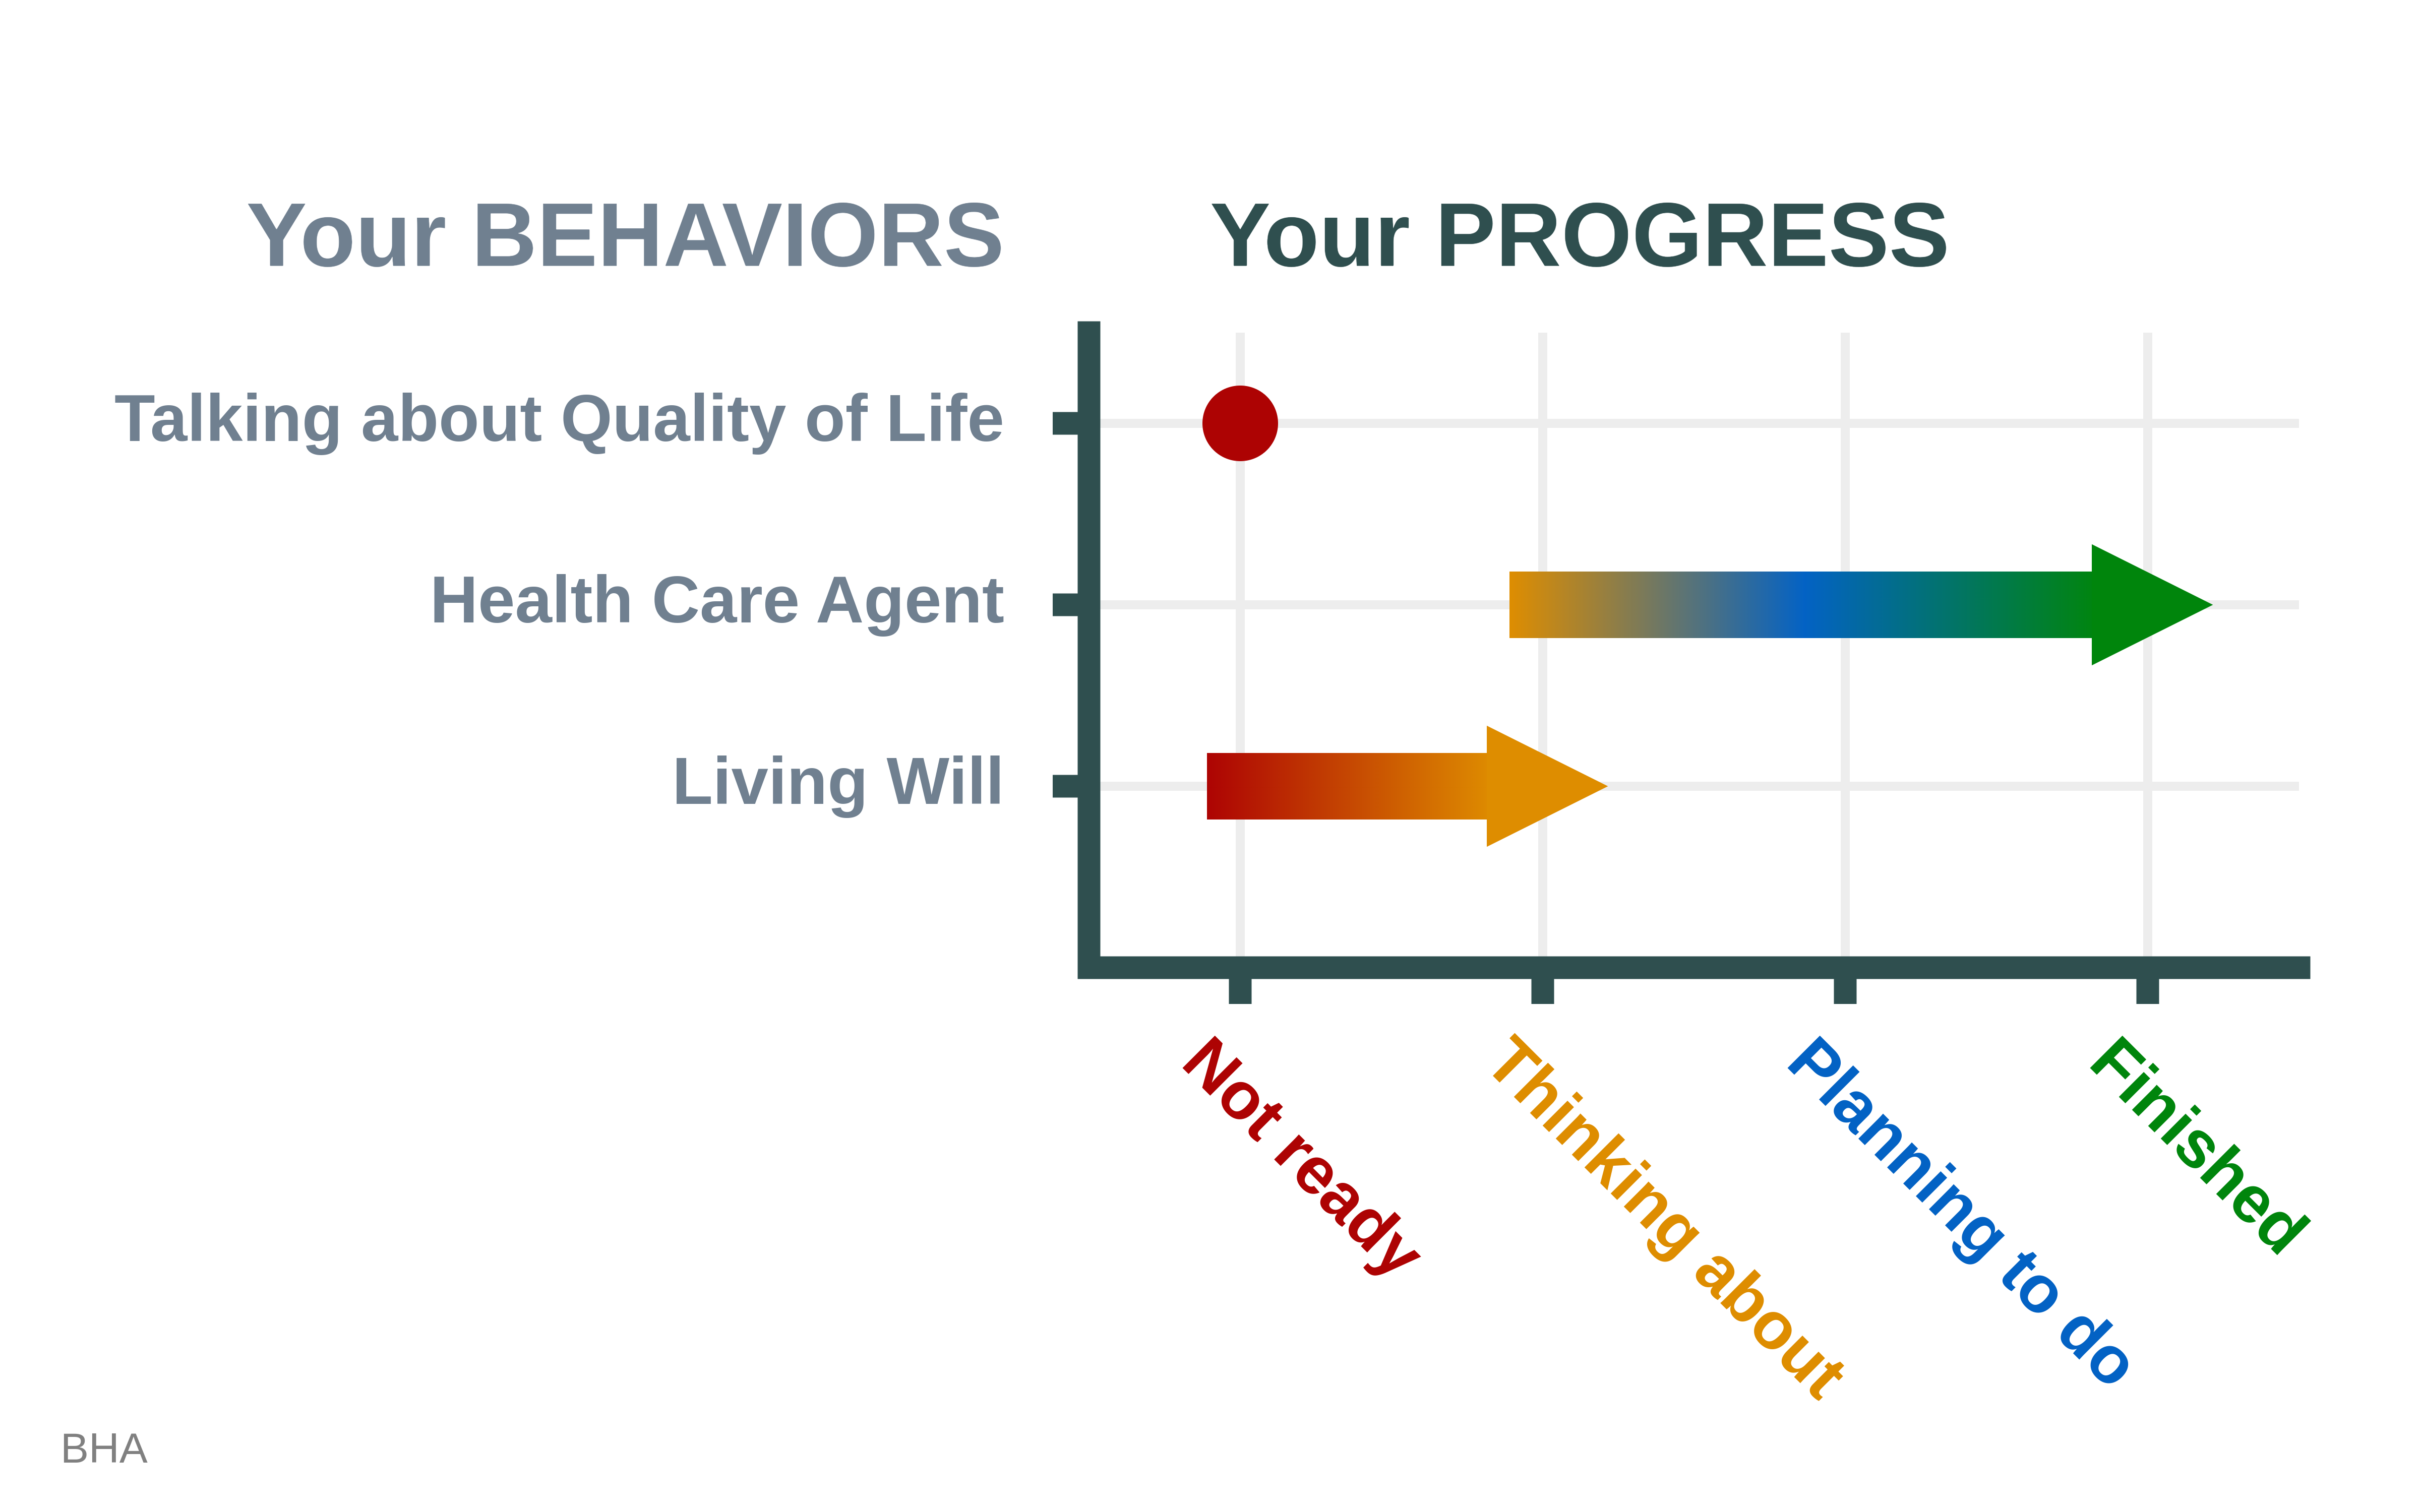 Your BEHAVIORS
Your PROGRESS
Talking about Quality of Life
Health Care Agent
Living Will
Not ready
Thinking about
Planning to do
Finished
BHA